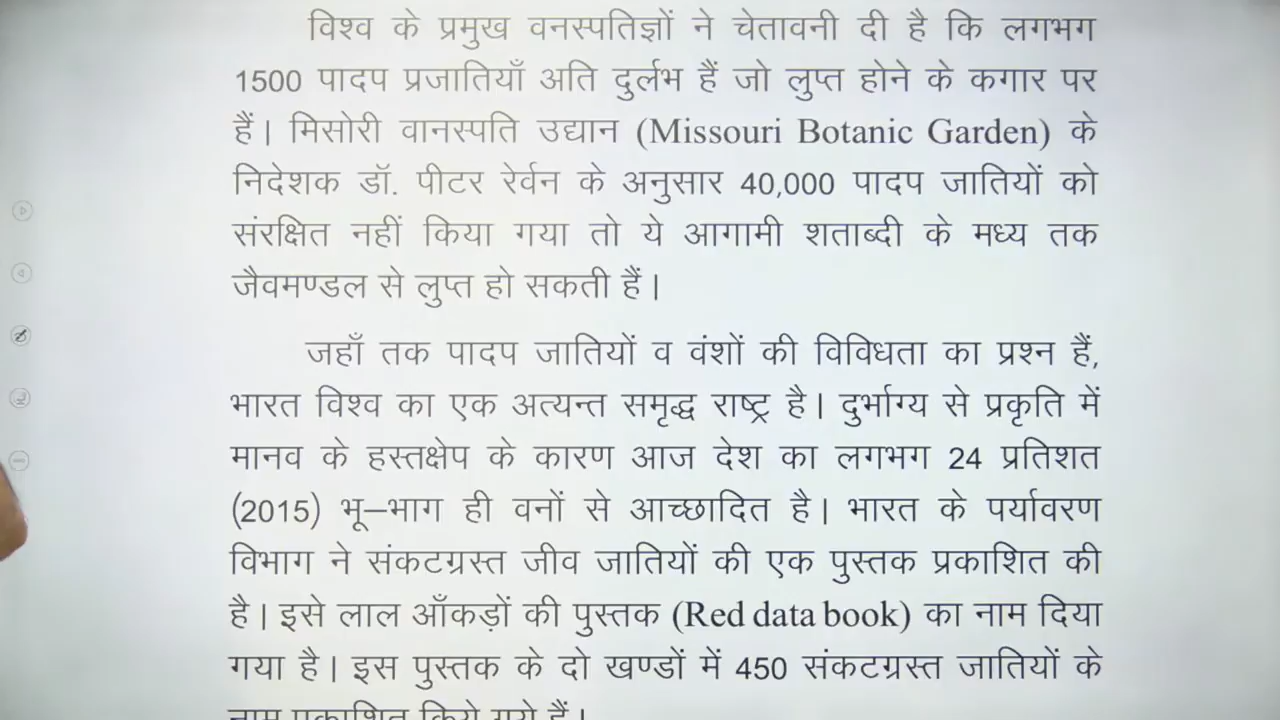 विश्व के प्रमुख वनस्पतिज्ञों ने चेतावनी दी है कि लगभग
1500 पादप प्रजातियाँ अति दुर्लभ हैं जो लुप्त होने के कगार पर
हैं। मिसोरी वानस्पति उद्यान (Missouri Botanic Garden) के
निदेशक डॉ. पीटर रेर्वन के अनुसार 40,000 पादप जातियों को
संरक्षित नहीं किया गया तो ये आगामी शताब्दी के मध्य तक
जैवमण्डल से लुप्त हो सकती हैं।
जहाँ तक पादप जातियों व वंशों की विविधता का प्रश्न हैं,
भारत विश्व का एक अत्यन्त समृद्ध राष्ट्र है। दुर्भाग्य से प्रकृति में
मानव के हस्तक्षेप के कारण आज देश का लगभग 24 प्रतिशत
(2015) भू–भाग ही वनों से आच्छादित है। भारत के पर्यावरण
विभाग ने संकटग्रस्त जीव जातियों की एक पुस्तक प्रकाशित की
है। इसे लाल आँकड़ों की पुस्तक (Red data book) का नाम दिया
गया है। इस पुस्तक के दो खण्डों में 450 संकटग्रस्त जातियों के
नाम प्रकाशित किये गये हैं।